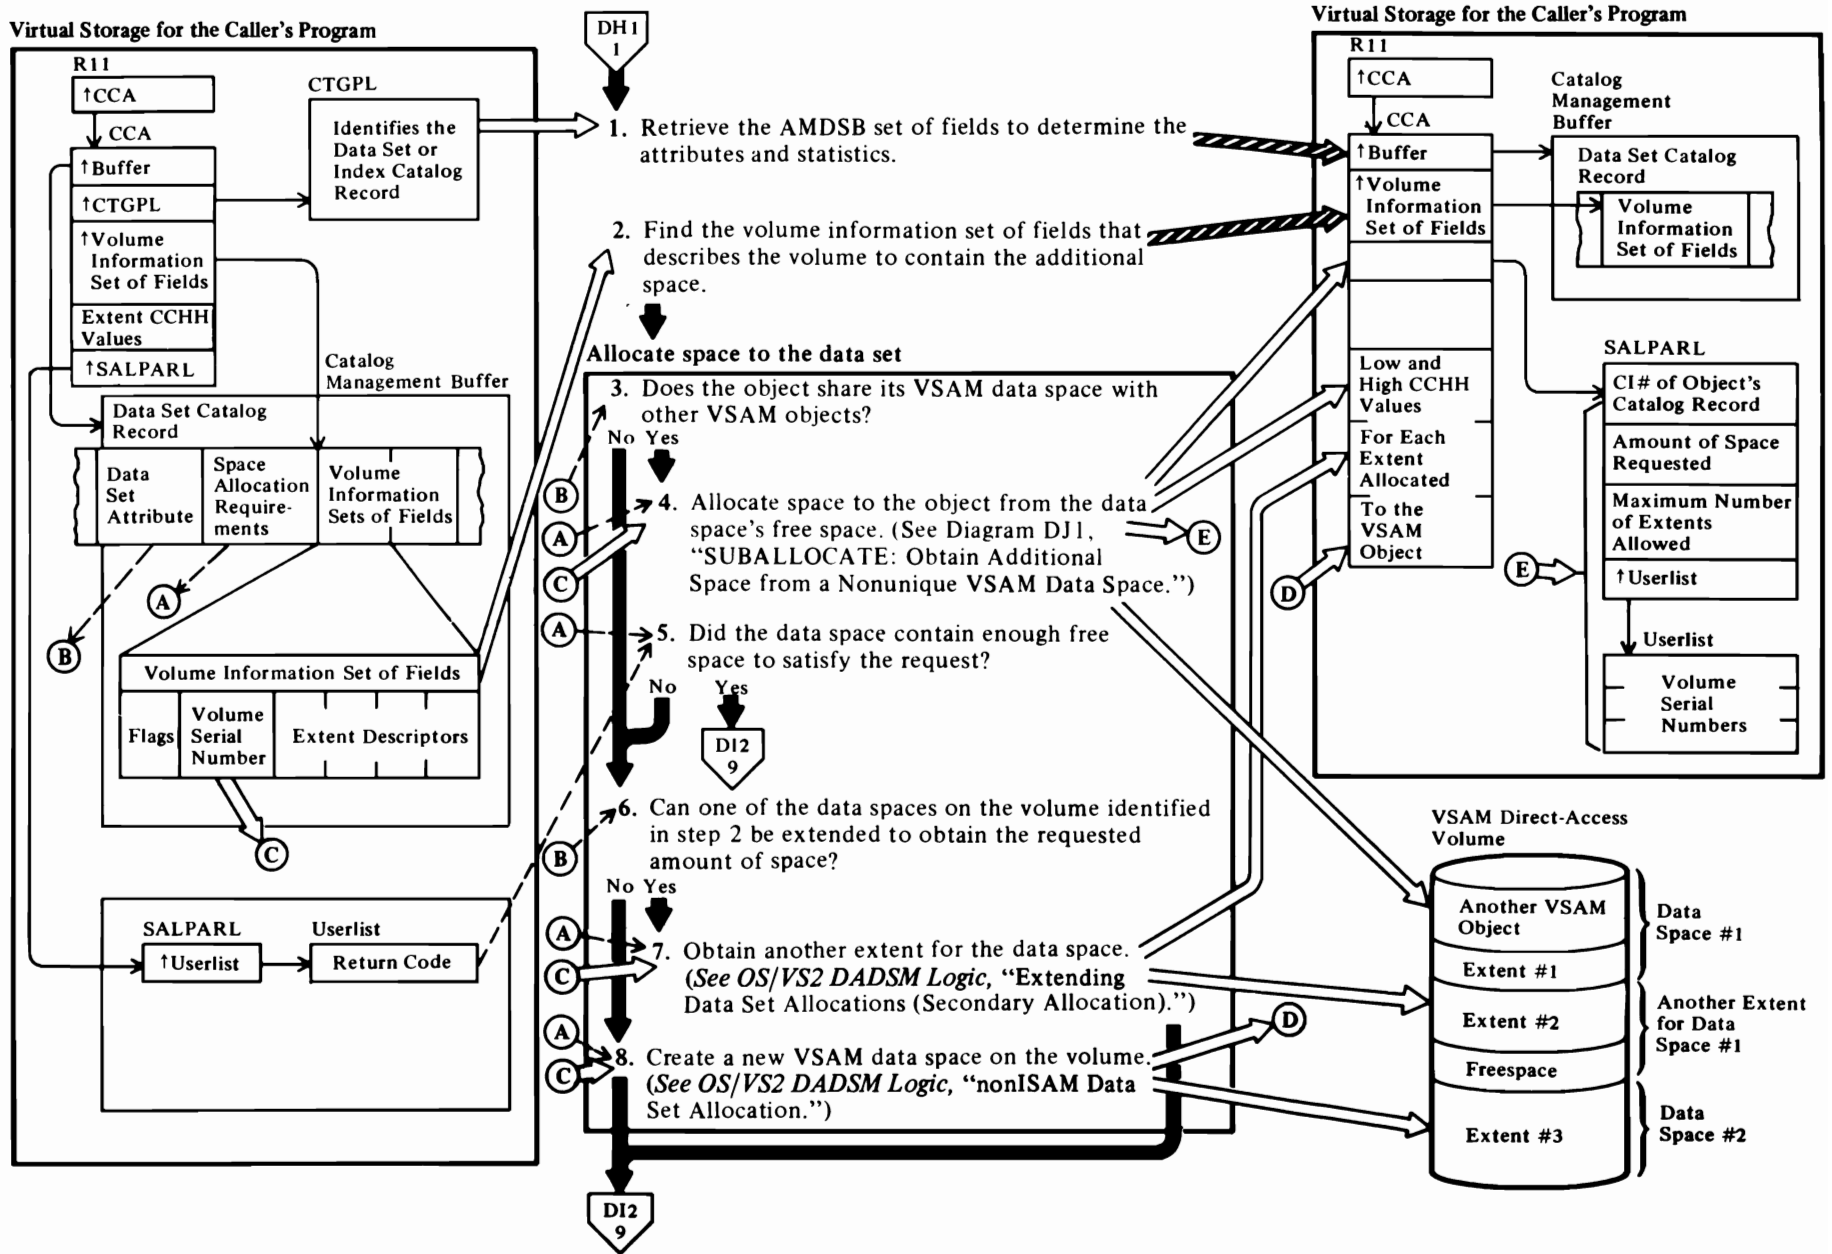 Virtual Storage for the Caller's Program
R11
↑CCA
CCA
↑Buffer
↑CTGPL
↑Volume
Information
Set of Fields
Extent CCHH
Values
↑SALPARL
CTGPL
Identifies the
Data Set or
Index Catalog
Record
Catalog
Management Buffer
Data Set Catalog
Record
Data
Set
Attribute
Space
Allocation
Require-
ments
Volume
Information
Sets of Fields
A
B
Volume Information Set of Fields
Flags
Volume
Serial
Number
Extent Descriptors
C
SALPARL
↑Userlist
Userlist
Return Code
DH1
1
1. Retrieve the AMDSB set of fields to determine the
attributes and statistics.
2. Find the volume information set of fields that
describes the volume to contain the additional
space.
Allocate space to the data set
3. Does the object share its VSAM data space with
other VSAM objects?
No Yes
B
A
C
4. Allocate space to the object from the data
space's free space. (See Diagram DJ1,
“SUBALLOCATE: Obtain Additional
Space from a Nonunique VSAM Data Space.”)
E
A
5. Did the data space contain enough free
space to satisfy the request?
No Yes
DI2
9
B
6. Can one of the data spaces on the volume identified
in step 2 be extended to obtain the requested
amount of space?
No Yes
A
C
7. Obtain another extent for the data space.
(See OS/VS2 DADSM Logic, “Extending
Data Set Allocations (Secondary Allocation).”)
A
C
8. Create a new VSAM data space on the volume.
(See OS/VS2 DADSM Logic, “nonISAM Data
Set Allocation.”)
D
DI2
9
Virtual Storage for the Caller's Program
R11
↑CCA
CCA
↑Buffer
↑Volume
Information
Set of Fields
Low and
High CCHH
Values
For Each
Extent
Allocated
To the
VSAM
Object
D
Catalog
Management
Buffer
Data Set Catalog
Record
Volume
Information
Set of Fields
SALPARL
CI# of Object's
Catalog Record
Amount of Space
Requested
Maximum Number
of Extents
Allowed
↑Userlist
E
Userlist
Volume
Serial
Numbers
VSAM Direct-Access
Volume
Another VSAM
Object
Extent #1
Extent #2
Freespace
Extent #3
Data
Space #1
Another Extent
for Data
Space #1
Data
Space #2